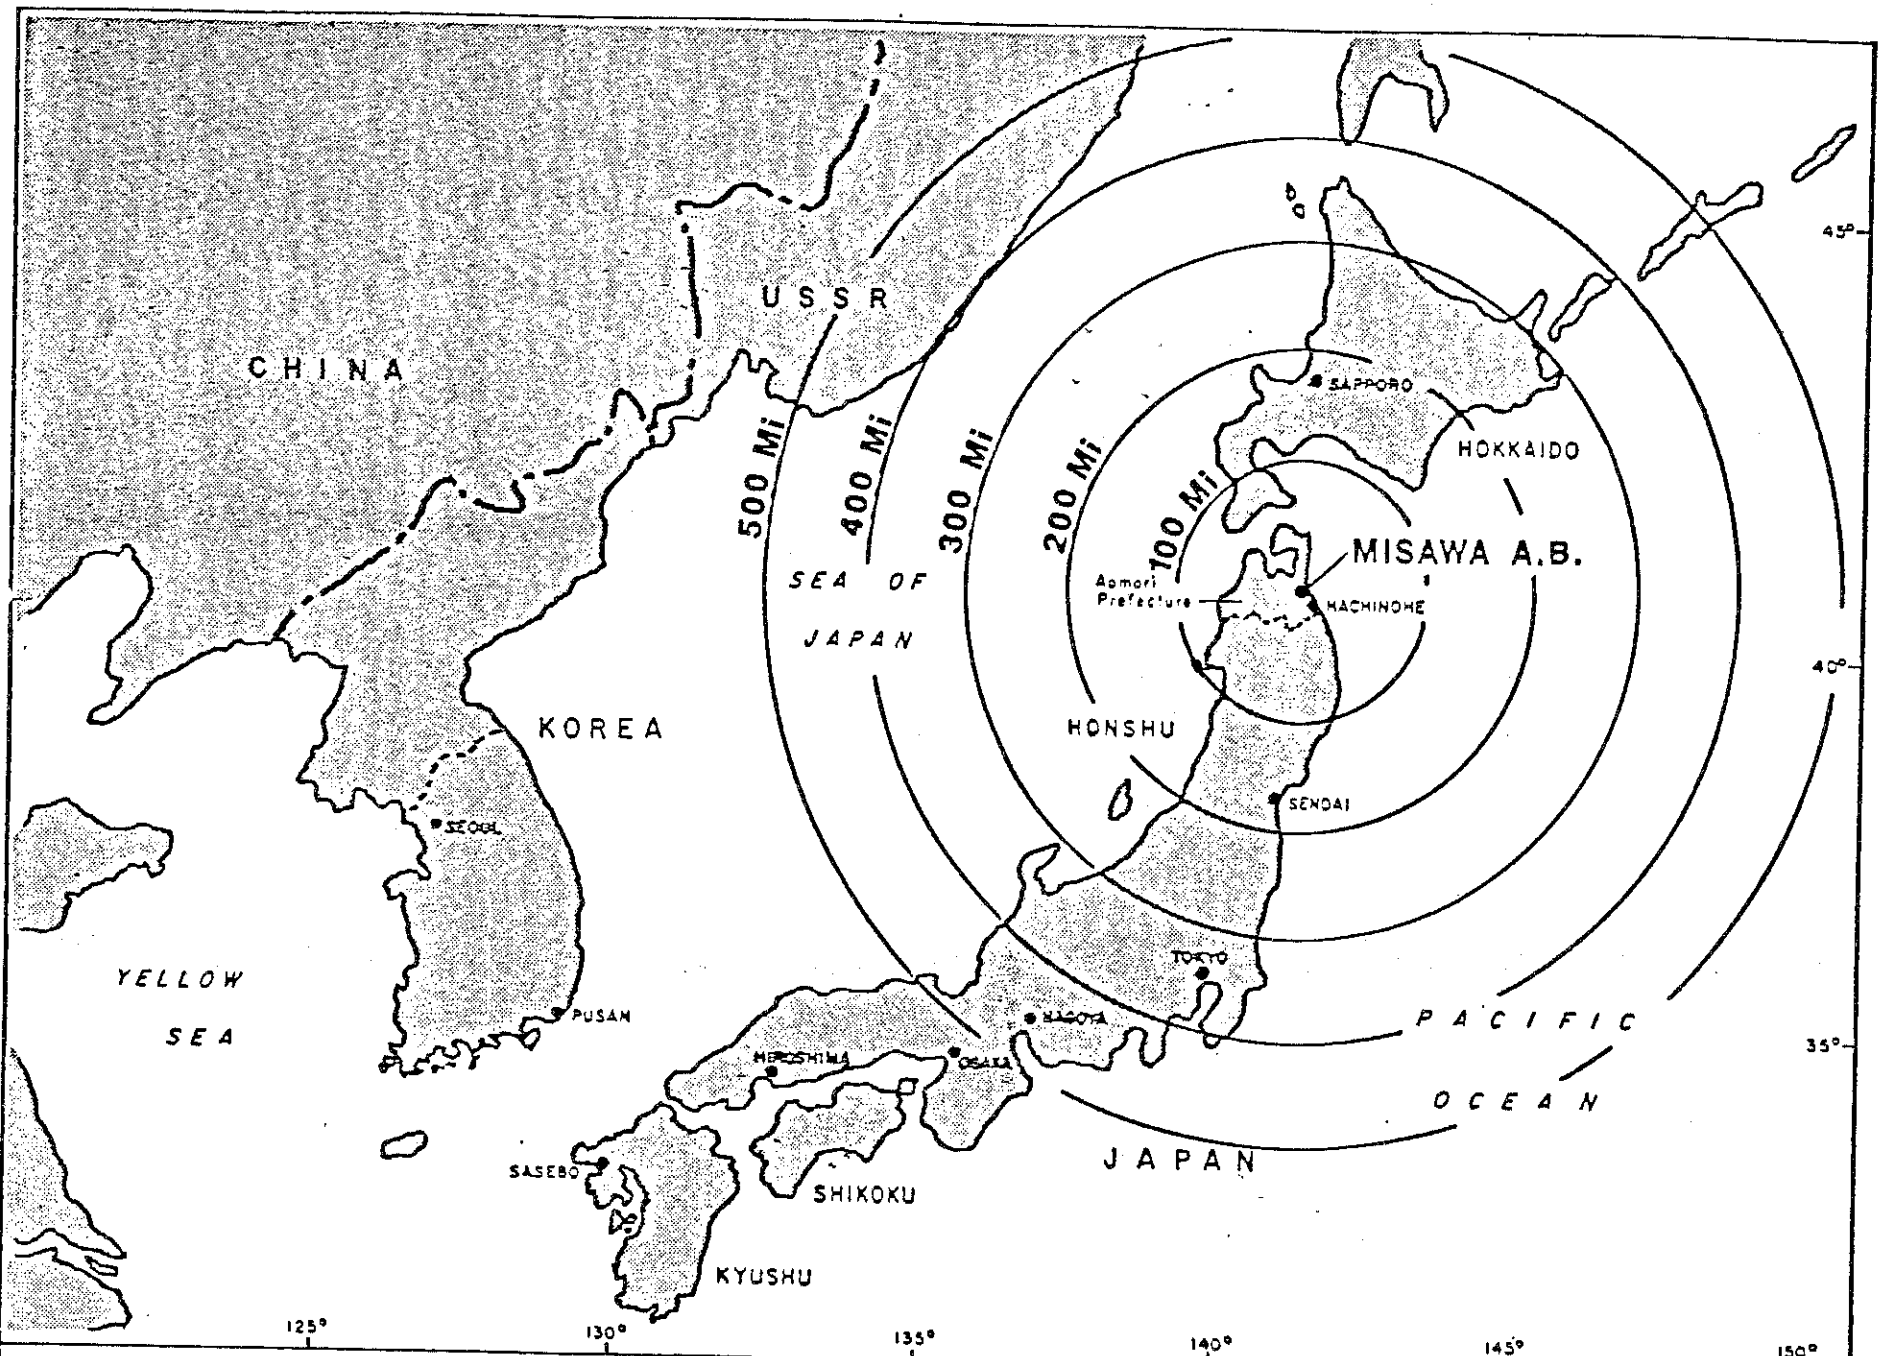 45°
USSR
CHINA
SAPPORO
HOKKAIDO
500 Mi
400 Mi
300 Mi
200 Mi
100 Mi
MISAWA A.B.
SEA OF
JAPAN
Aomori
Prefecture
HACHINOHE
40°
KOREA
HONSHU
SEOUL
SENDAI
YELLOW
SEA
TOKYO
PUSAN
NAGOYA
PACIFIC
OCEAN
35°
HIROSHIMA
OSAKA
JAPAN
SASEBO
SHIKOKU
KYUSHU
125°
130°
135°
140°
145°
150°